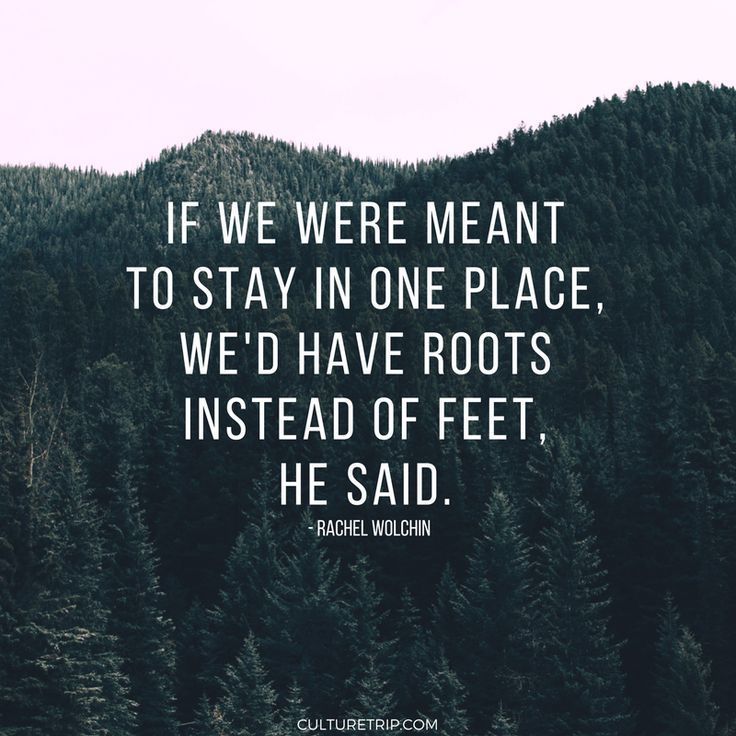 IF WE WERE MEANT
TO STAY IN ONE PLACE,
WE'D HAVE ROOTS
INSTEAD OF FEET,
HE SAID.
- RACHEL WOLCHIN
CULTURETRIP.COM